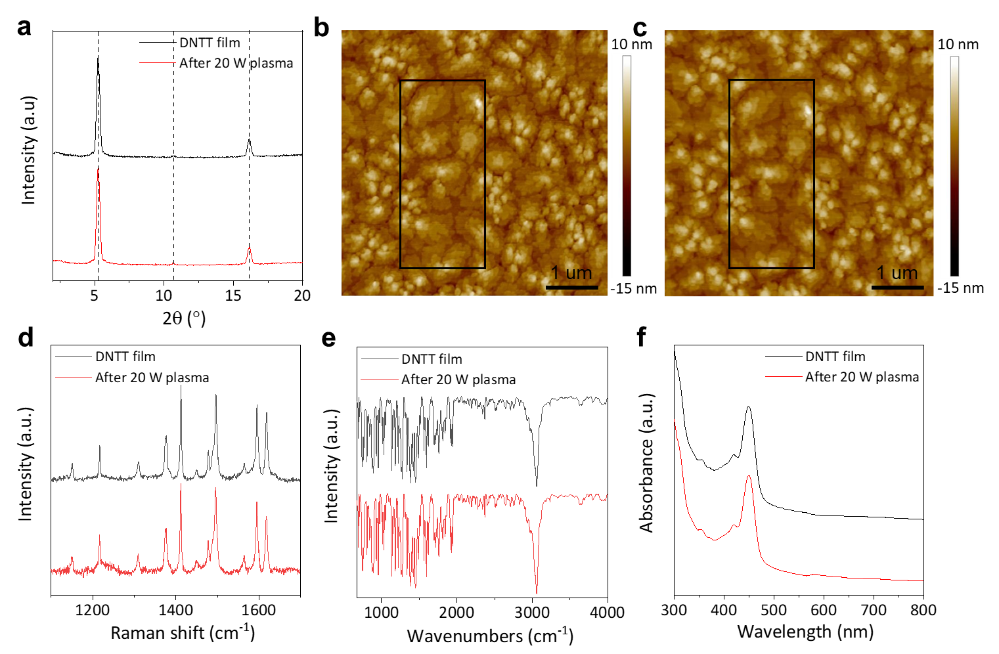 a
DNTT film
After 20 W plasma
Intensity (a.u)
5
10
15
20
2θ (°)
b
10 nm
-15 nm
1 um
c
10 nm
-15 nm
1 um
d
DNTT film
After 20 W plasma
Intensity (a.u.)
1200
1400
1600
Raman shift (cm-1)
e
DNTT film
After 20 W plasma
Intensity (a.u.)
1000
2000
3000
4000
Wavenumbers (cm-1)
f
DNTT film
After 20 W plasma
Absorbance (a.u.)
300
400
500
600
700
800
Wavelength (nm)